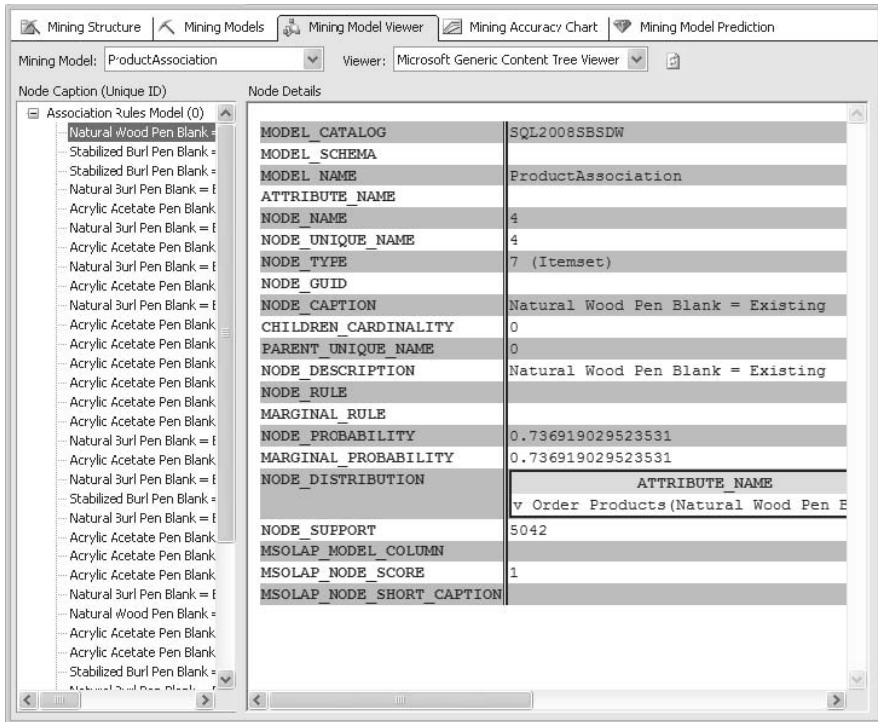 Mining Structure Mining Models Mining Model Viewer Mining Accuracy Chart Mining Model Prediction
Mining Model: ProductAssociation Viewer: Microsoft Generic Content Tree Viewer
Node Caption (Unique ID) Node Details
Association Rules Model (0)
Natural Wood Pen Blank =
Stabilized Burl Pen Blank =
Stabilized Burl Pen Blank =
Natural Burl Pen Blank = E
Acrylic Acetate Pen Blank
Natural Burl Pen Blank = E
Acrylic Acetate Pen Blank
Natural Burl Pen Blank = E
Acrylic Acetate Pen Blank
Natural Burl Pen Blank = E
Acrylic Acetate Pen Blank
Acrylic Acetate Pen Blank
Acrylic Acetate Pen Blank
Acrylic Acetate Pen Blank
Acrylic Acetate Pen Blank
Acrylic Acetate Pen Blank
Natural Burl Pen Blank = E
Acrylic Acetate Pen Blank
Natural Burl Pen Blank = E
Stabilized Burl Pen Blank =
Natural Burl Pen Blank = E
Acrylic Acetate Pen Blank
Acrylic Acetate Pen Blank
Acrylic Acetate Pen Blank
Natural Burl Pen Blank = E
Natural Wood Pen Blank =
Acrylic Acetate Pen Blank
Acrylic Acetate Pen Blank
Stabilized Burl Pen Blank =
MODEL_CATALOG SQL2008SBSDW
MODEL_SCHEMA
MODEL_NAME ProductAssociation
ATTRIBUTE_NAME
NODE_NAME 4
NODE_UNIQUE_NAME 4
NODE_TYPE 7 (Itemset)
NODE_GUID
NODE_CAPTION Natural Wood Pen Blank = Existing
CHILDREN_CARDINALITY 0
PARENT_UNIQUE_NAME 0
NODE_DESCRIPTION Natural Wood Pen Blank = Existing
NODE_RULE
MARGINAL_RULE
NODE_PROBABILITY 0.736919029523531
MARGINAL_PROBABILITY 0.736919029523531
NODE_DISTRIBUTION ATTRIBUTE_NAME
v Order Products(Natural Wood Pen B
NODE_SUPPORT 5042
MSOLAP_MODEL_COLUMN
MSOLAP_NODE_SCORE 1
MSOLAP_NODE_SHORT_CAPTION